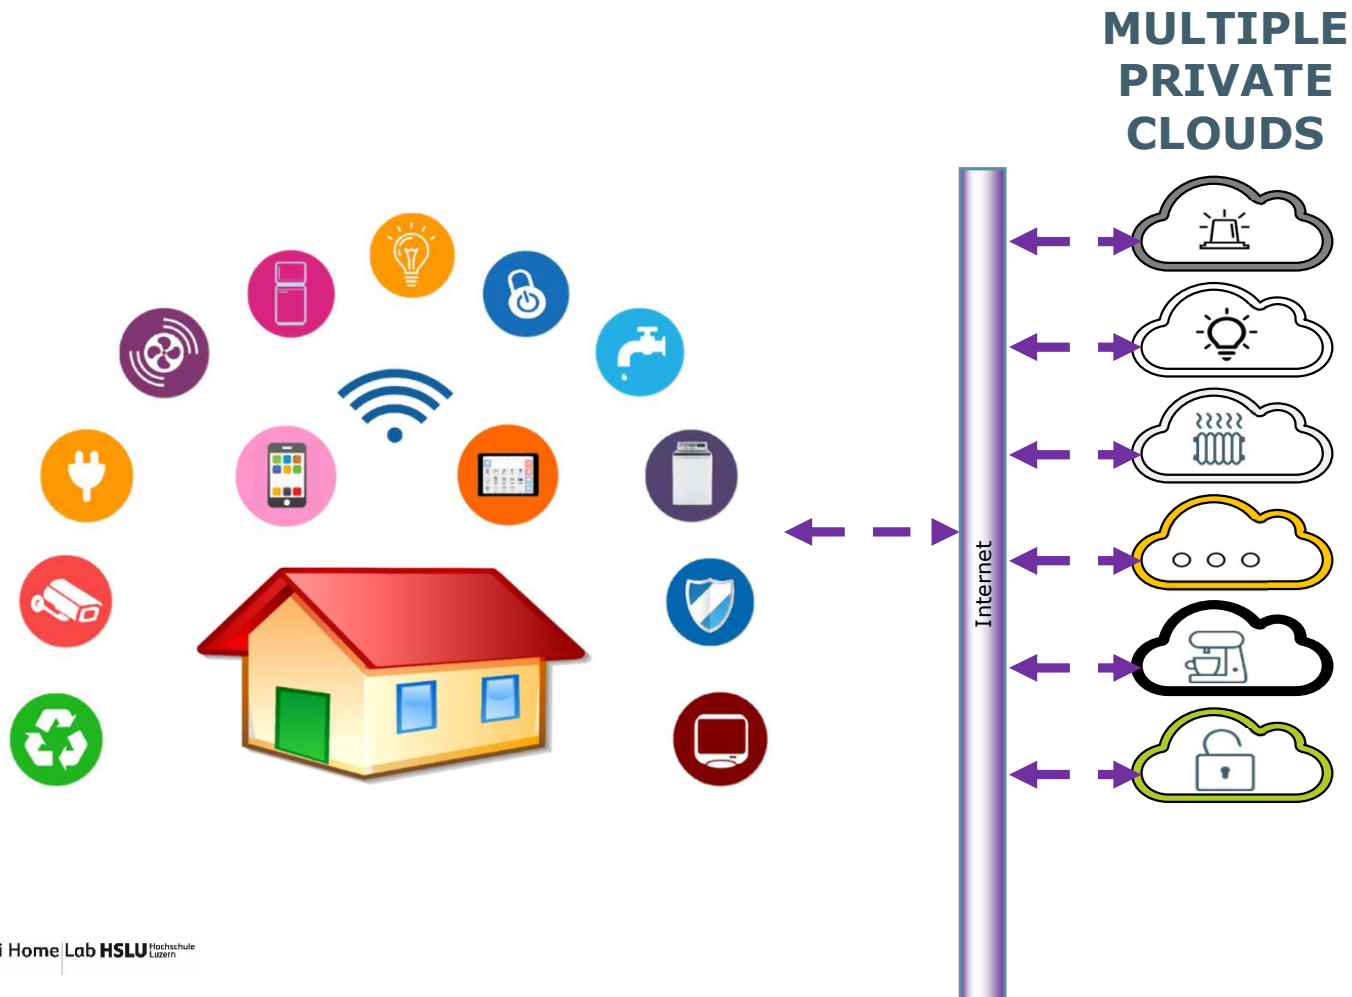 MULTIPLE
PRIVATE
CLOUDS
Internet
i Home Lab HSLU Hochschule
Luzern